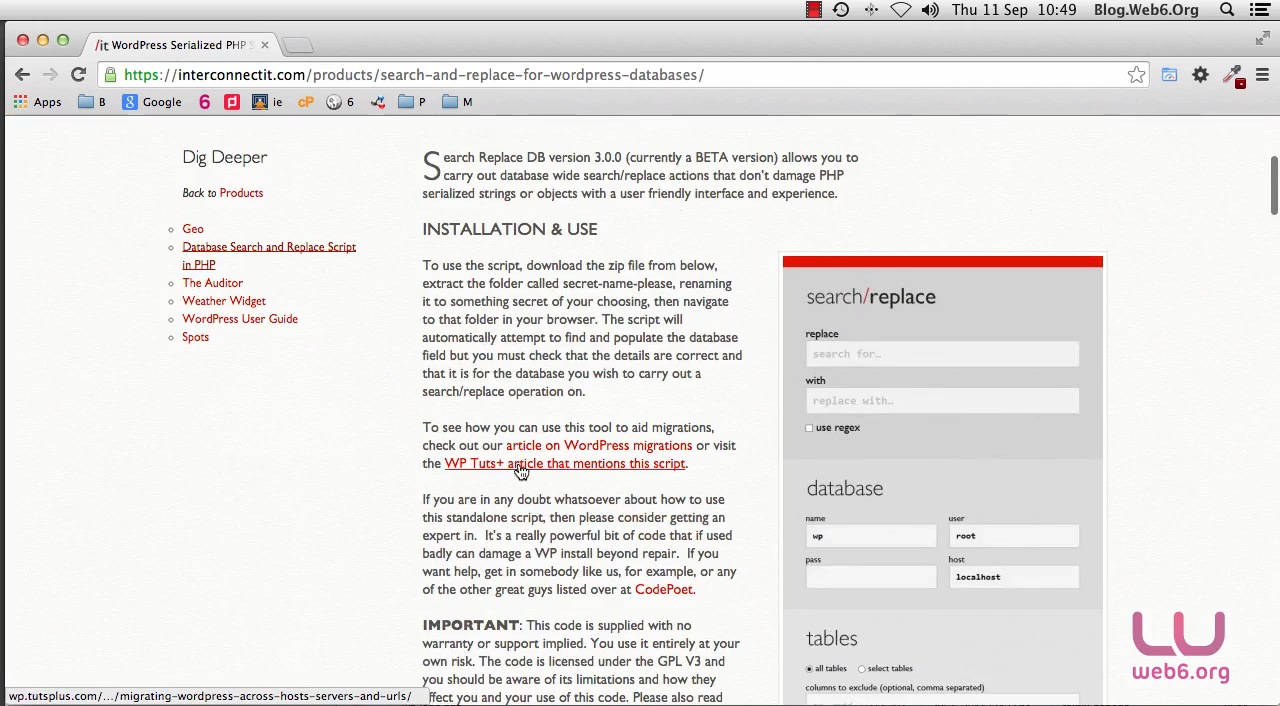 Thu 11 Sep 10:49 Blog.Web6.Org
/it WordPress Serialized PHP S
https://interconnectit.com/products/search-and-replace-for-wordpress-databases/
Apps B Google 6 ie cP 6 P M
Dig Deeper
Back to Products
Geo
Database Search and Replace Script
in PHP
The Auditor
Weather Widget
WordPress User Guide
Spots
Search Replace DB version 3.0.0 (currently a BETA version) allows you to
carry out database wide search/replace actions that don't damage PHP
serialized strings or objects with a user friendly interface and experience.
INSTALLATION & USE
To use the script, download the zip file from below,
extract the folder called secret-name-please, renaming
it to something secret of your choosing, then navigate
to that folder in your browser. The script will
automatically attempt to find and populate the database
field but you must check that the details are correct and
that it is for the database you wish to carry out a
search/replace operation on.
To see how you can use this tool to aid migrations,
check out our article on WordPress migrations or visit
the WP Tuts+ article that mentions this script.
If you are in any doubt whatsoever about how to use
this standalone script, then please consider getting an
expert in. It's a really powerful bit of code that if used
badly can damage a WP install beyond repair. If you
want help, get in somebody like us, for example, or any
of the other great guys listed over at CodePoet.
IMPORTANT: This code is supplied with no
warranty or support implied. You use it entirely at your
own risk. The code is licensed under the GPL V3 and
you should be aware of its limitations and how they
affect you and your use of this code. Please also read
search/replace
replace
search for...
with
replace with...
use regex
database
name user
wp root
pass host
localhost
tables
all tables select tables
columns to exclude (optional, comma separated)
web6.org
wp.tutsplus.com/.../migrating-wordpress-across-hosts-servers-and-urls/